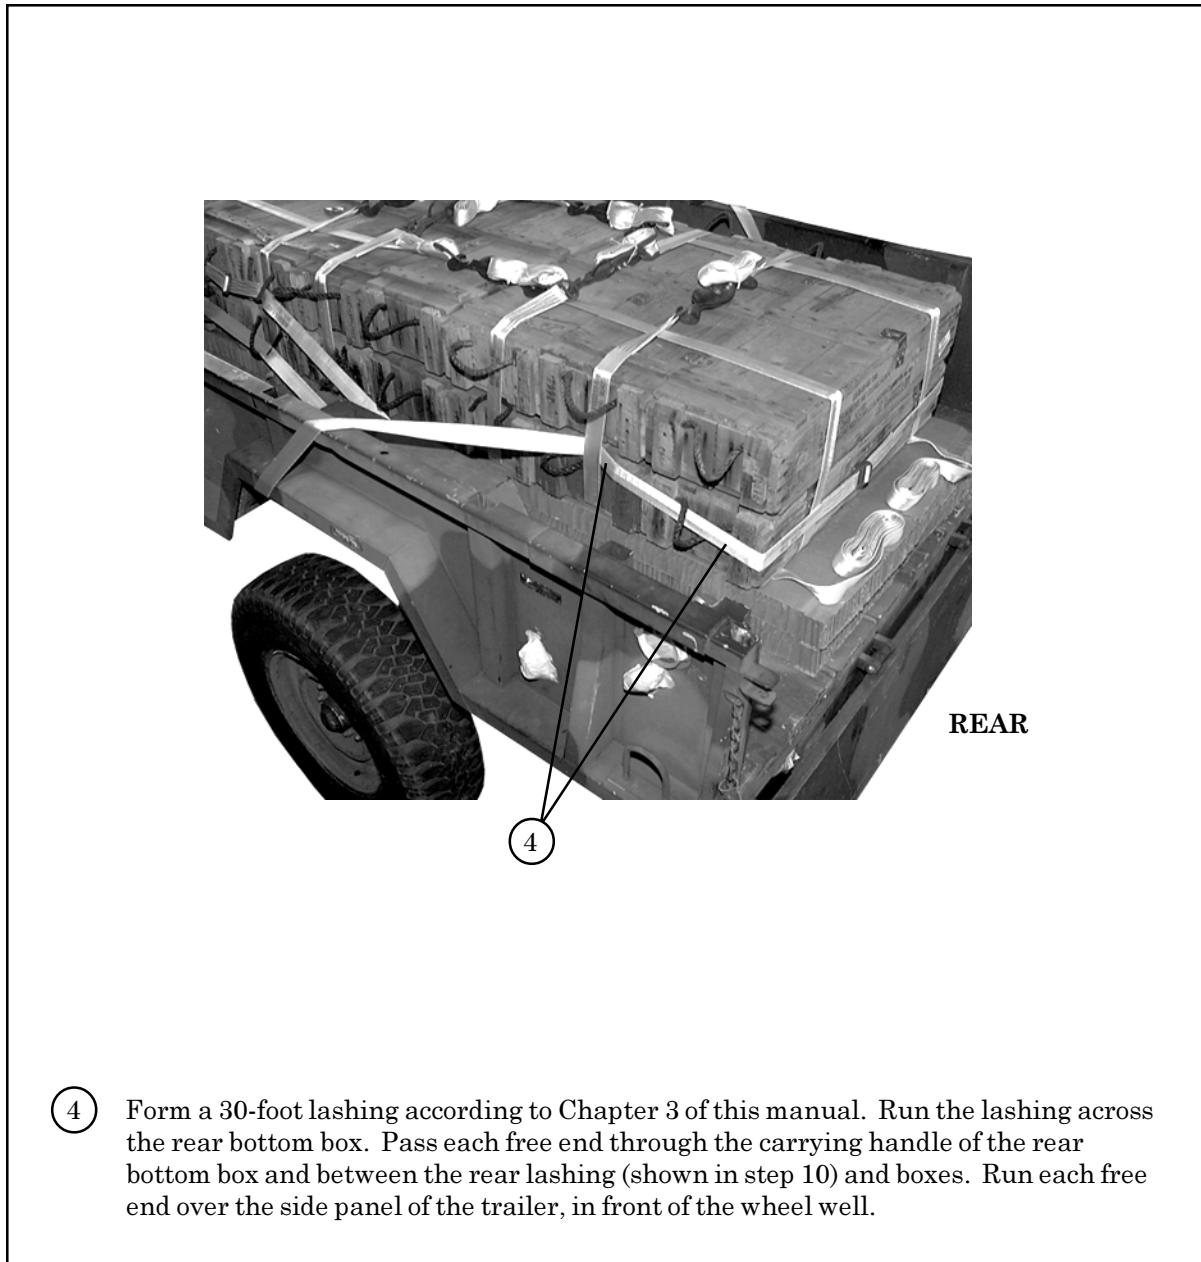 REAR
4
4 Form a 30-foot lashing according to Chapter 3 of this manual. Run the lashing across
the rear bottom box. Pass each free end through the carrying handle of the rear
bottom box and between the rear lashing (shown in step 10) and boxes. Run each free
end over the side panel of the trailer, in front of the wheel well.